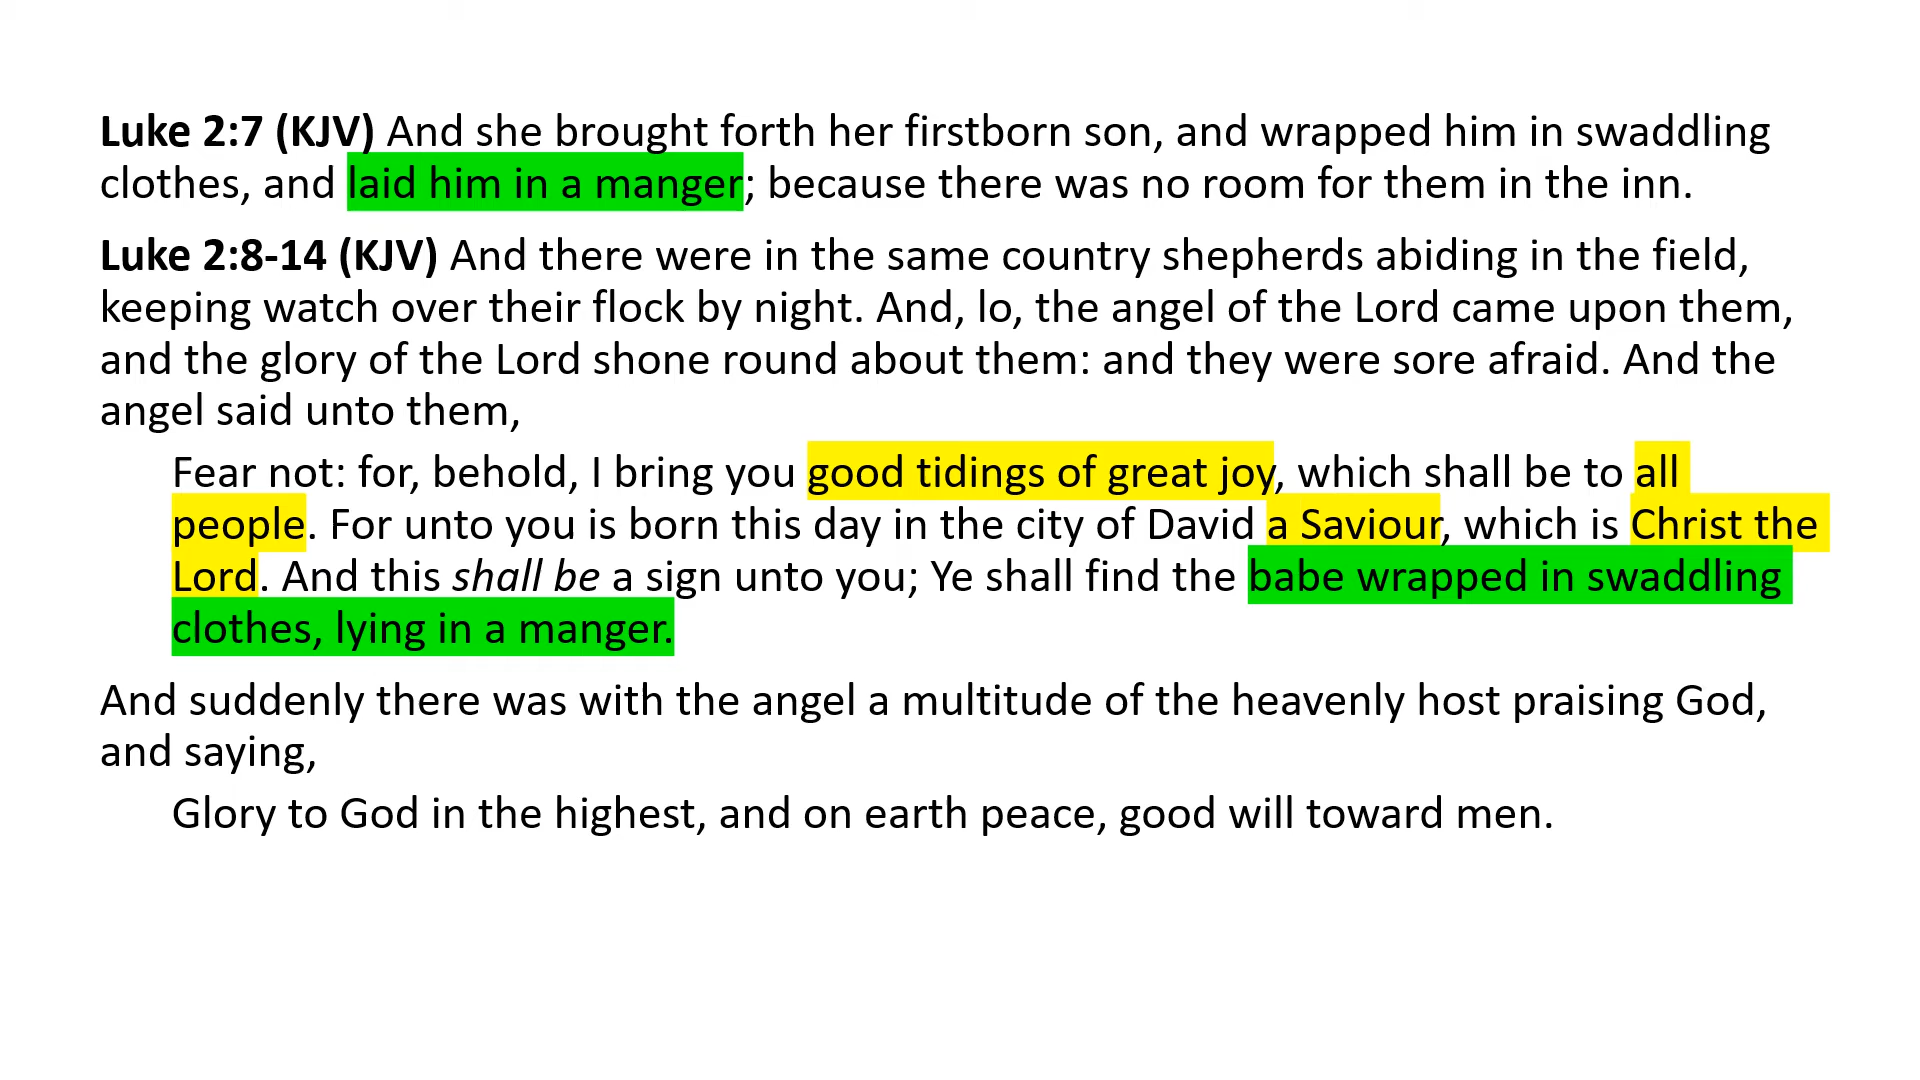 Luke 2:7 (KJV) And she brought forth her firstborn son, and wrapped him in swaddling
clothes, and laid him in a manger; because there was no room for them in the inn.
Luke 2:8-14 (KJV) And there were in the same country shepherds abiding in the field,
keeping watch over their flock by night. And, lo, the angel of the Lord came upon them,
and the glory of the Lord shone round about them: and they were sore afraid. And the
angel said unto them,
Fear not: for, behold, I bring you good tidings of great joy, which shall be to all
people. For unto you is born this day in the city of David a Saviour, which is Christ the
Lord. And this shall be a sign unto you; Ye shall find the babe wrapped in swaddling
clothes, lying in a manger.
And suddenly there was with the angel a multitude of the heavenly host praising God,
and saying,
Glory to God in the highest, and on earth peace, good will toward men.